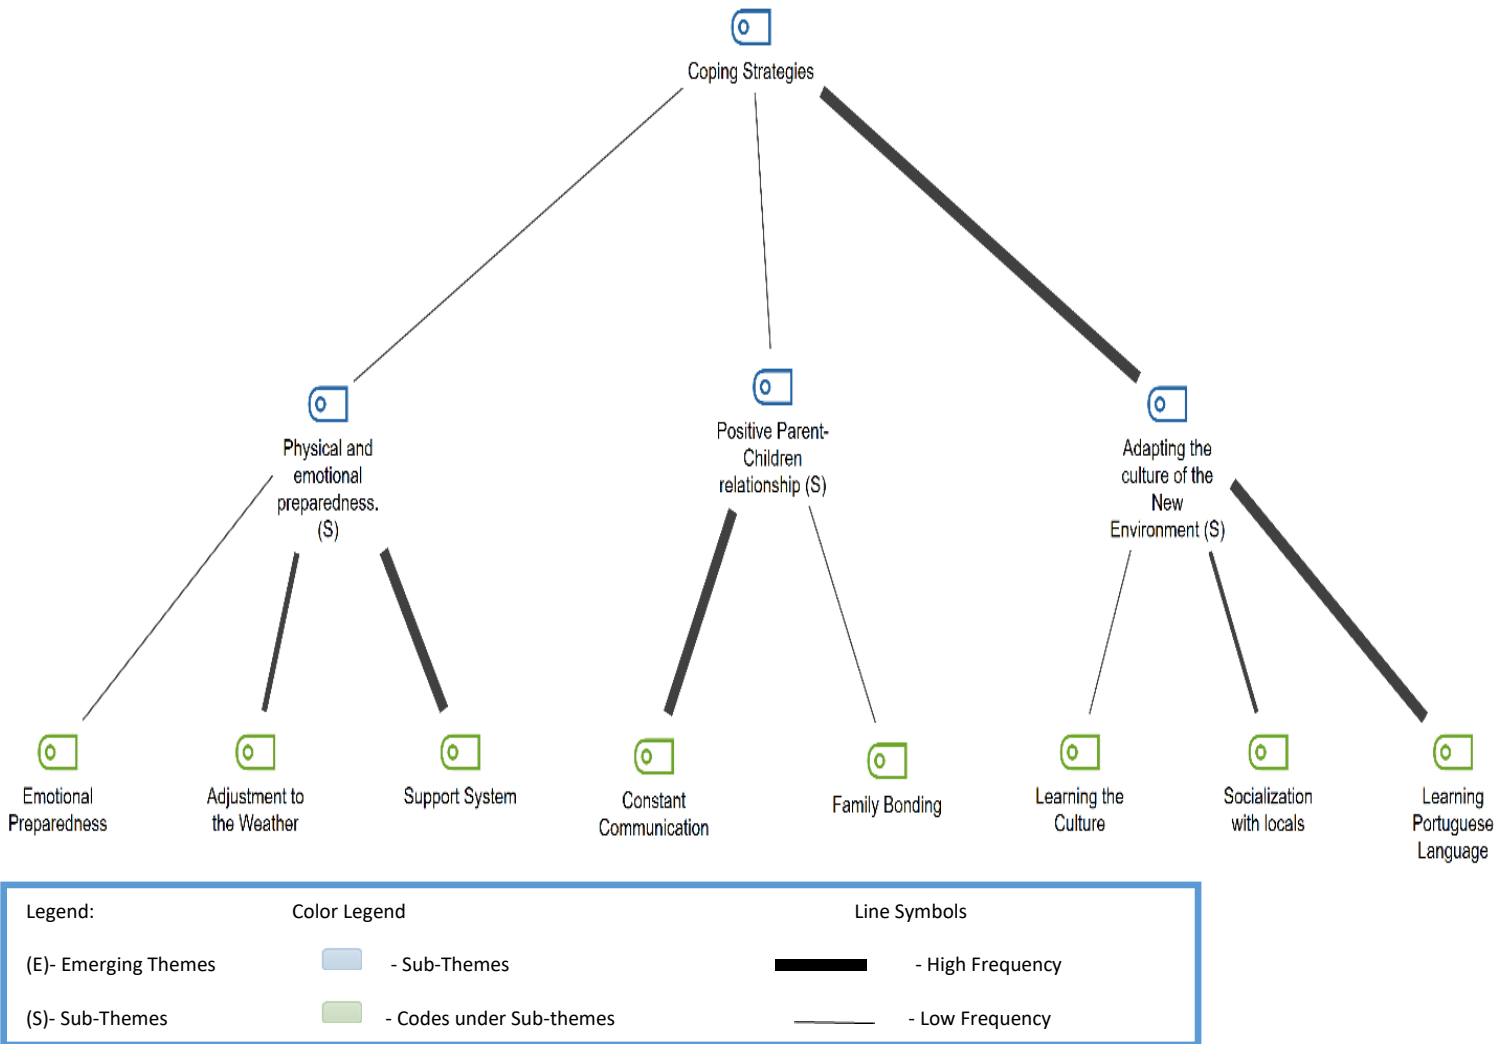 Coping Strategies
Physical and
emotional
preparedness.
(S)
Positive Parent-
Children
relationship (S)
Adapting the
culture of the
New
Environment (S)
Emotional
Preparedness
Adjustment to
the Weather
Support System
Constant
Communication
Family Bonding
Learning the
Culture
Socialization
with locals
Learning
Portuguese
Language
Legend: Color Legend Line Symbols
(E)- Emerging Themes - Sub-Themes - High Frequency
(S)- Sub-Themes - Codes under Sub-themes - Low Frequency